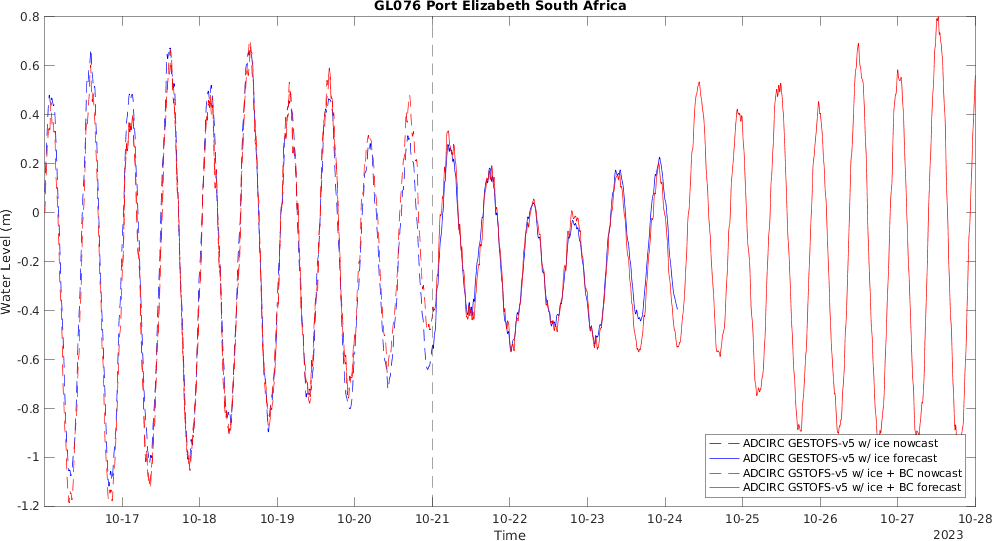 GL076 Port Elizabeth South Africa
0.8
0.6
0.4
0.2
0
-0.2
-0.4
-0.6
-0.8
-1
-1.2
Water Level (m)
10-17 10-18 10-19 10-20 10-21 10-22 10-23 10-24 10-25 10-26 10-27 10-28
Time
2023
ADCIRC GESTOFS-v5 w/ ice nowcast
ADCIRC GESTOFS-v5 w/ ice forecast
ADCIRC GSTOFS-v5 w/ ice + BC nowcast
ADCIRC GSTOFS-v5 w/ ice + BC forecast